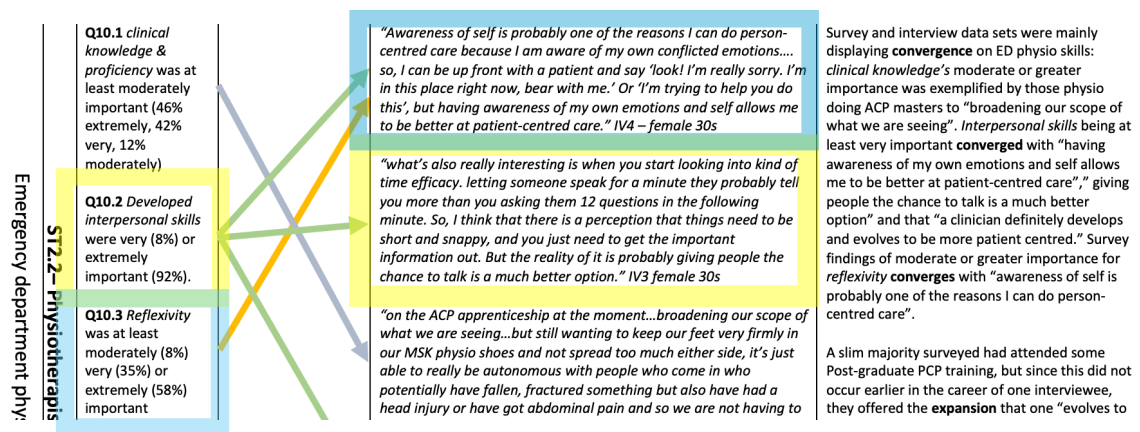 Emergency department phys
ST2.2– Physiotherapis
Q10.1 clinical
knowledge &
proficiency was at
least moderately
important (46%
extremely, 42%
very, 12%
moderately)
Q10.2 Developed
interpersonal skills
were very (8%) or
extremely
important (92%).
Q10.3 Reflexivity
was at least
moderately (8%)
very (35%) or
extremely (58%)
important
“Awareness of self is probably one of the reasons I can do person-
centred care because I am aware of my own conflicted emotions….
so, I can be up front with a patient and say ‘look! I’m really sorry. I’m
in this place right now, bear with me.’ Or ‘I’m trying to help you do
this’, but having awareness of my own emotions and self allows me
to be better at patient-centred care.” IV4 – female 30s
“what’s also really interesting is when you start looking into kind of
time efficacy. letting someone speak for a minute they probably tell
you more than you asking them 12 questions in the following
minute. So, I think that there is a perception that things need to be
short and snappy, and you just need to get the important
information out. But the reality of it is probably giving people the
chance to talk is a much better option.” IV3 female 30s
“on the ACP apprenticeship at the moment…broadening our scope of
what we are seeing…but still wanting to keep our feet very firmly in
our MSK physio shoes and not spread too much either side, it’s just
able to really be autonomous with people who come in who
potentially have fallen, fractured something but also have had a
head injury or have got abdominal pain and so we are not having to
Survey and interview data sets were mainly
displaying convergence on ED physio skills:
clinical knowledge’s moderate or greater
importance was exemplified by those physio
doing ACP masters to “broadening our scope of
what we are seeing”. Interpersonal skills being at
least very important converged with “having
awareness of my own emotions and self allows
me to be better at patient-centred care”,” giving
people the chance to talk is a much better
option” and that “a clinician definitely develops
and evolves to be more patient centred.” Survey
findings of moderate or greater importance for
reflexivity converges with “awareness of self is
probably one of the reasons I can do person-
centred care”.
A slim majority surveyed had attended some
Post-graduate PCP training, but since this did not
occur earlier in the career of one interviewee,
they offered the expansion that one “evolves to